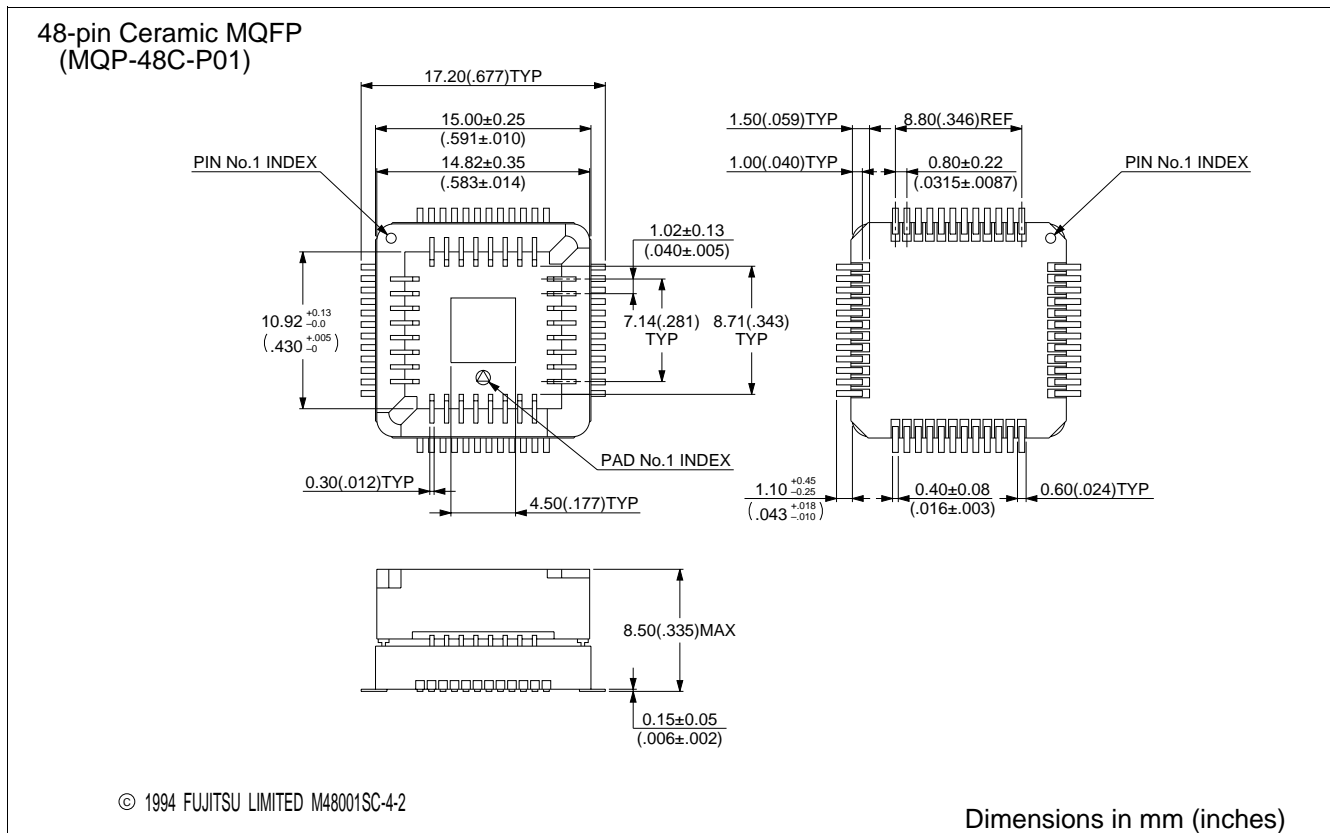 48-pin Ceramic MQFP
(MQP-48C-P01)
17.20(.677)TYP
15.00±0.25
(.591±.010)
14.82±0.35
(.583±.014)
PIN No.1 INDEX
1.02±0.13
(.040±.005)
10.92 +0.13 –0.0
(.430 +.005 –0)
7.14(.281)
TYP
8.71(.343)
TYP
PAD No.1 INDEX
0.30(.012)TYP
4.50(.177)TYP
1.50(.059)TYP
8.80(.346)REF
1.00(.040)TYP
0.80±0.22
(.0315±.0087)
PIN No.1 INDEX
1.10 +0.45 –0.25
(.043 +.018 –.010)
0.40±0.08
(.016±.003)
0.60(.024)TYP
8.50(.335)MAX
0.15±0.05
(.006±.002)
© 1994 FUJITSU LIMITED M48001SC-4-2
Dimensions in mm (inches)